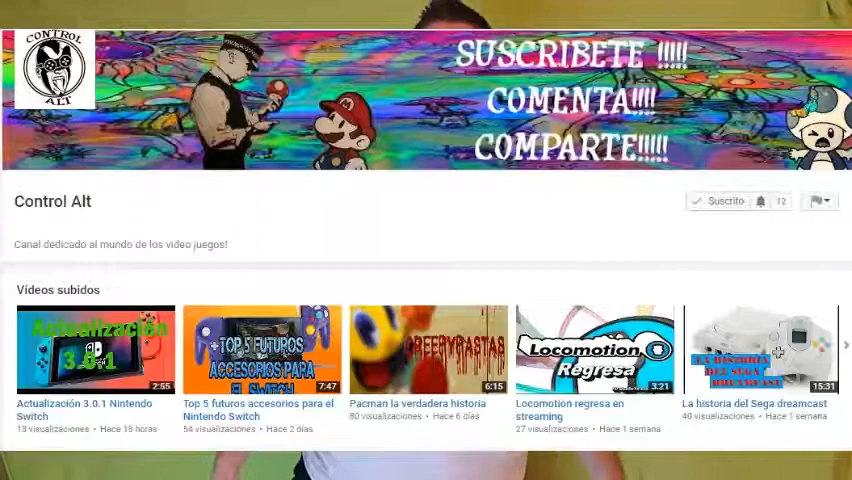 CONTROL
ALT
SUSCRIBETE !!!!!
COMENTA!!!!
COMPARTE!!!!!
Control Alt
Suscrito 12
Canal dedicado al mundo de los video juegos!
Vídeos subidos
Actualización
3.0.1
2:55
+TOP 5 FUTUROS
ACCESORIOS PARA
EL SWITCH
7:47
CREEPYPASTAS
6:15
Locomotion
Regresa
3:21
LA HISTORIA
DEL SEGA
DREAMCAST
15:31
Actualización 3.0.1 Nintendo
Switch
13 visualizaciones • Hace 18 horas
Top 5 futuros accesorios para el
Nintendo Switch
54 visualizaciones • Hace 2 días
Pacman la verdadera historia
80 visualizaciones • Hace 6 días
Locomotion regresa en
streaming
27 visualizaciones • Hace 1 semana
La historia del Sega dreamcast
40 visualizaciones • Hace 1 semana